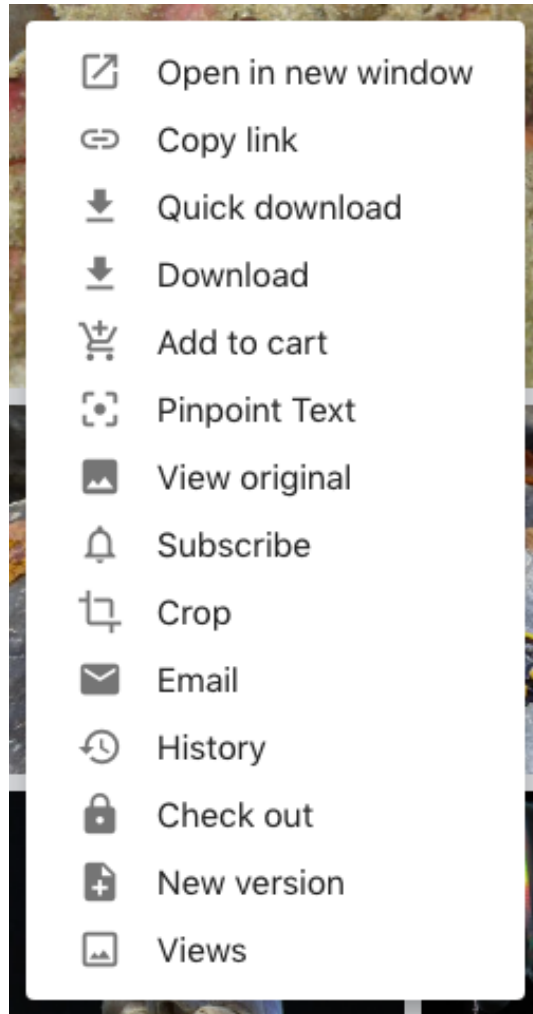 Open in new window
Copy link
Quick download
Download
Add to cart
Pinpoint Text
View original
Subscribe
Crop
Email
History
Check out
New version
Views